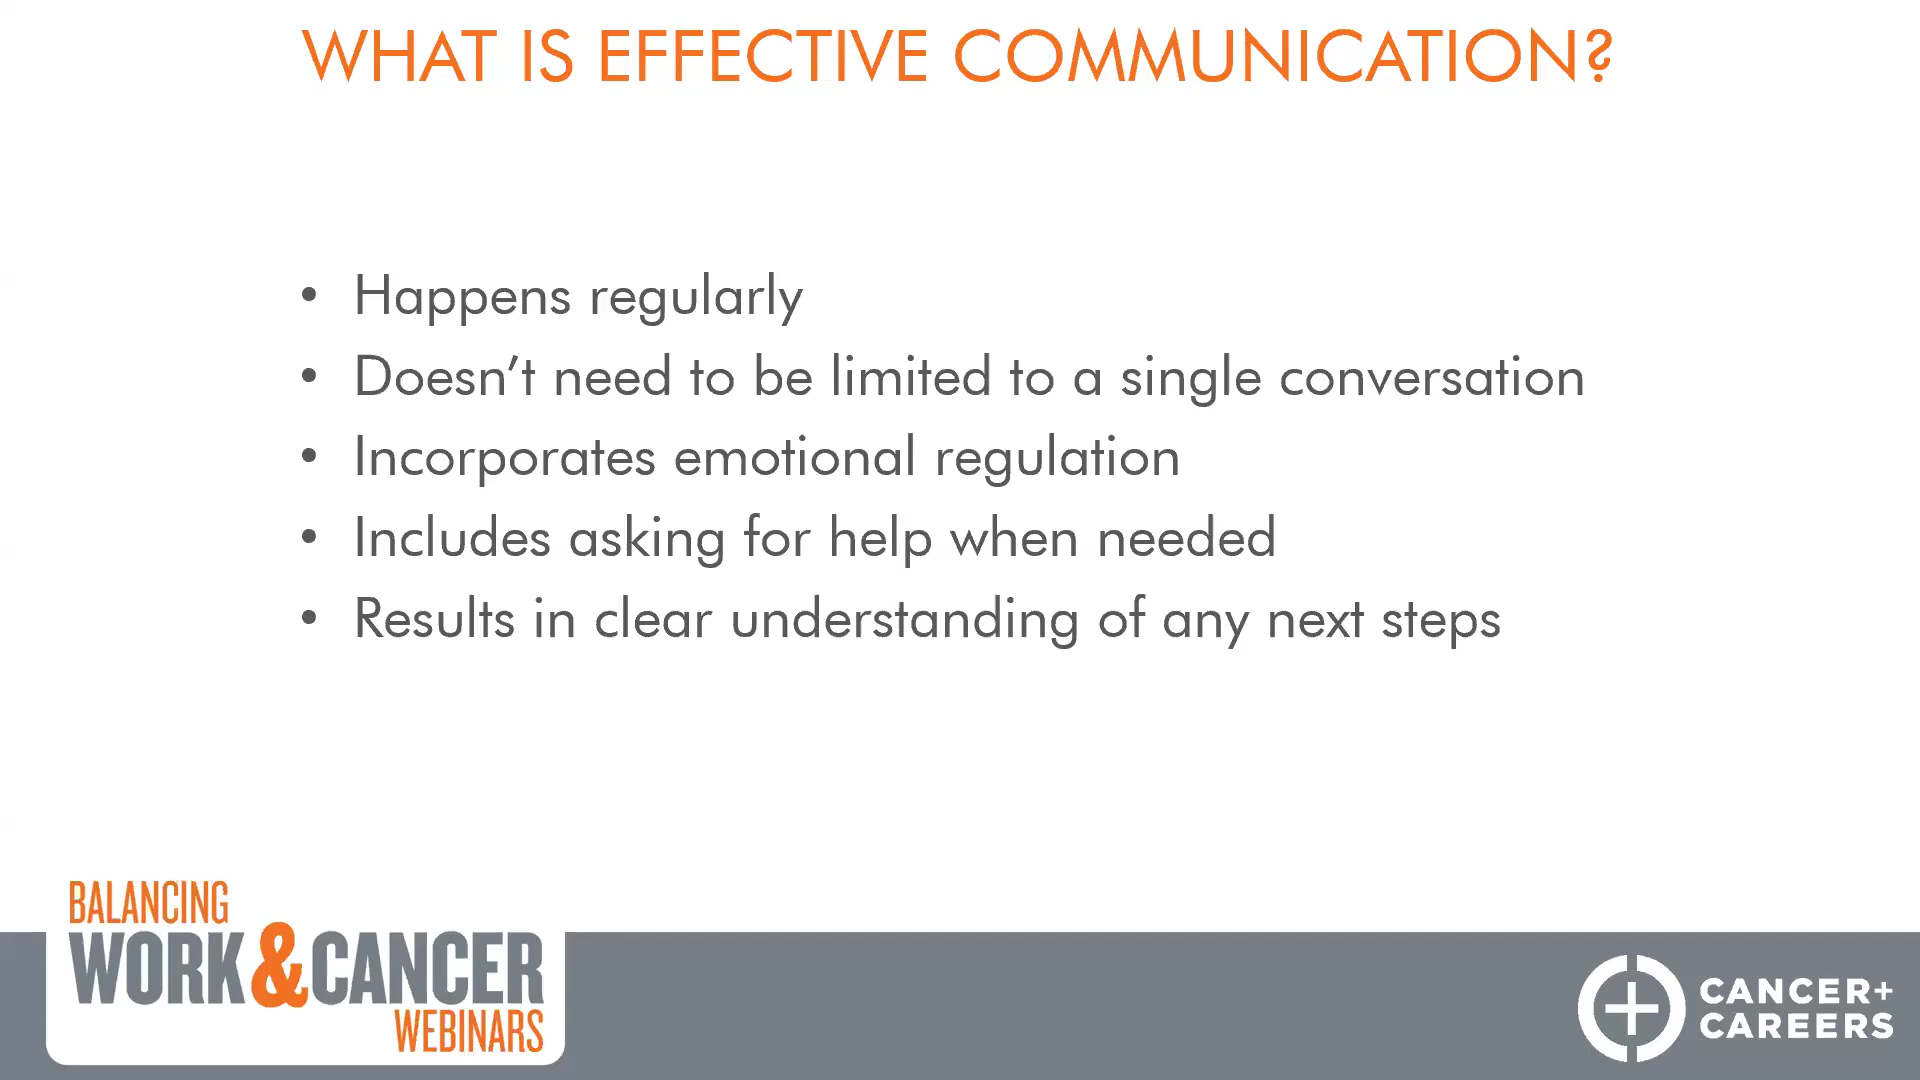 WHAT IS EFFECTIVE COMMUNICATION?
• Happens regularly
• Doesn’t need to be limited to a single conversation
• Incorporates emotional regulation
• Includes asking for help when needed
• Results in clear understanding of any next steps
BALANCING
WORK&CANCER
WEBINARS
CANCER+
CAREERS